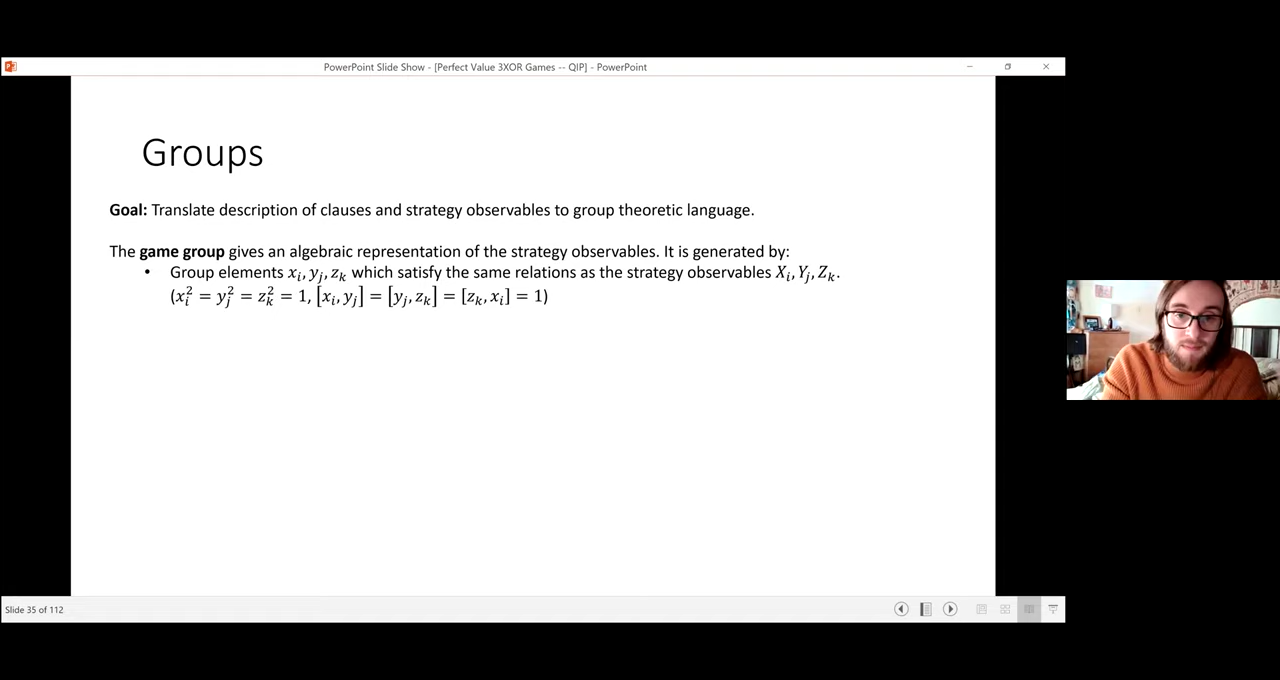 PowerPoint Slide Show - [Perfect Value 3XOR Games -- QIP] - PowerPoint
Groups
Goal: Translate description of clauses and strategy observables to group theoretic language.
The game group gives an algebraic representation of the strategy observables. It is generated by:
• Group elements xᵢ, yⱼ, zₖ which satisfy the same relations as the strategy observables Xᵢ, Yⱼ, Zₖ.
(xᵢ² = yⱼ² = zₖ² = 1, [xᵢ, yⱼ] = [yⱼ, zₖ] = [zₖ, xᵢ] = 1)
Slide 35 of 112